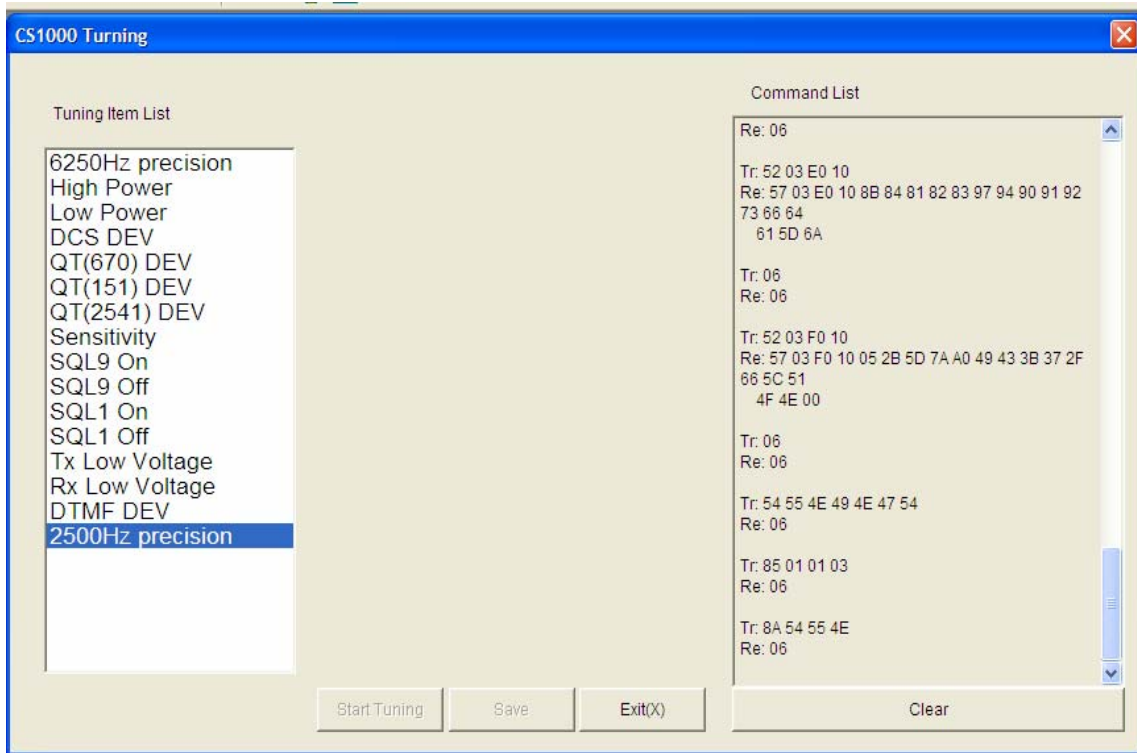 CS1000 Turning
Tuning Item List
6250Hz precision
High Power
Low Power
DCS DEV
QT(670) DEV
QT(151) DEV
QT(2541) DEV
Sensitivity
SQL9 On
SQL9 Off
SQL1 On
SQL1 Off
Tx Low Voltage
Rx Low Voltage
DTMF DEV
2500Hz precision
Command List
Re: 06
Tr: 52 03 E0 10
Re: 57 03 E0 10 8B 84 81 82 83 97 94 90 91 92
73 66 64
61 5D 6A
Tr: 06
Re: 06
Tr: 52 03 F0 10
Re: 57 03 F0 10 05 2B 5D 7A A0 49 43 3B 37 2F
66 5C 51
4F 4E 00
Tr: 06
Re: 06
Tr: 54 55 4E 49 4E 47 54
Re: 06
Tr: 85 01 01 03
Re: 06
Tr: 8A 54 55 4E
Re: 06
Start Tuning
Save
Exit(X)
Clear